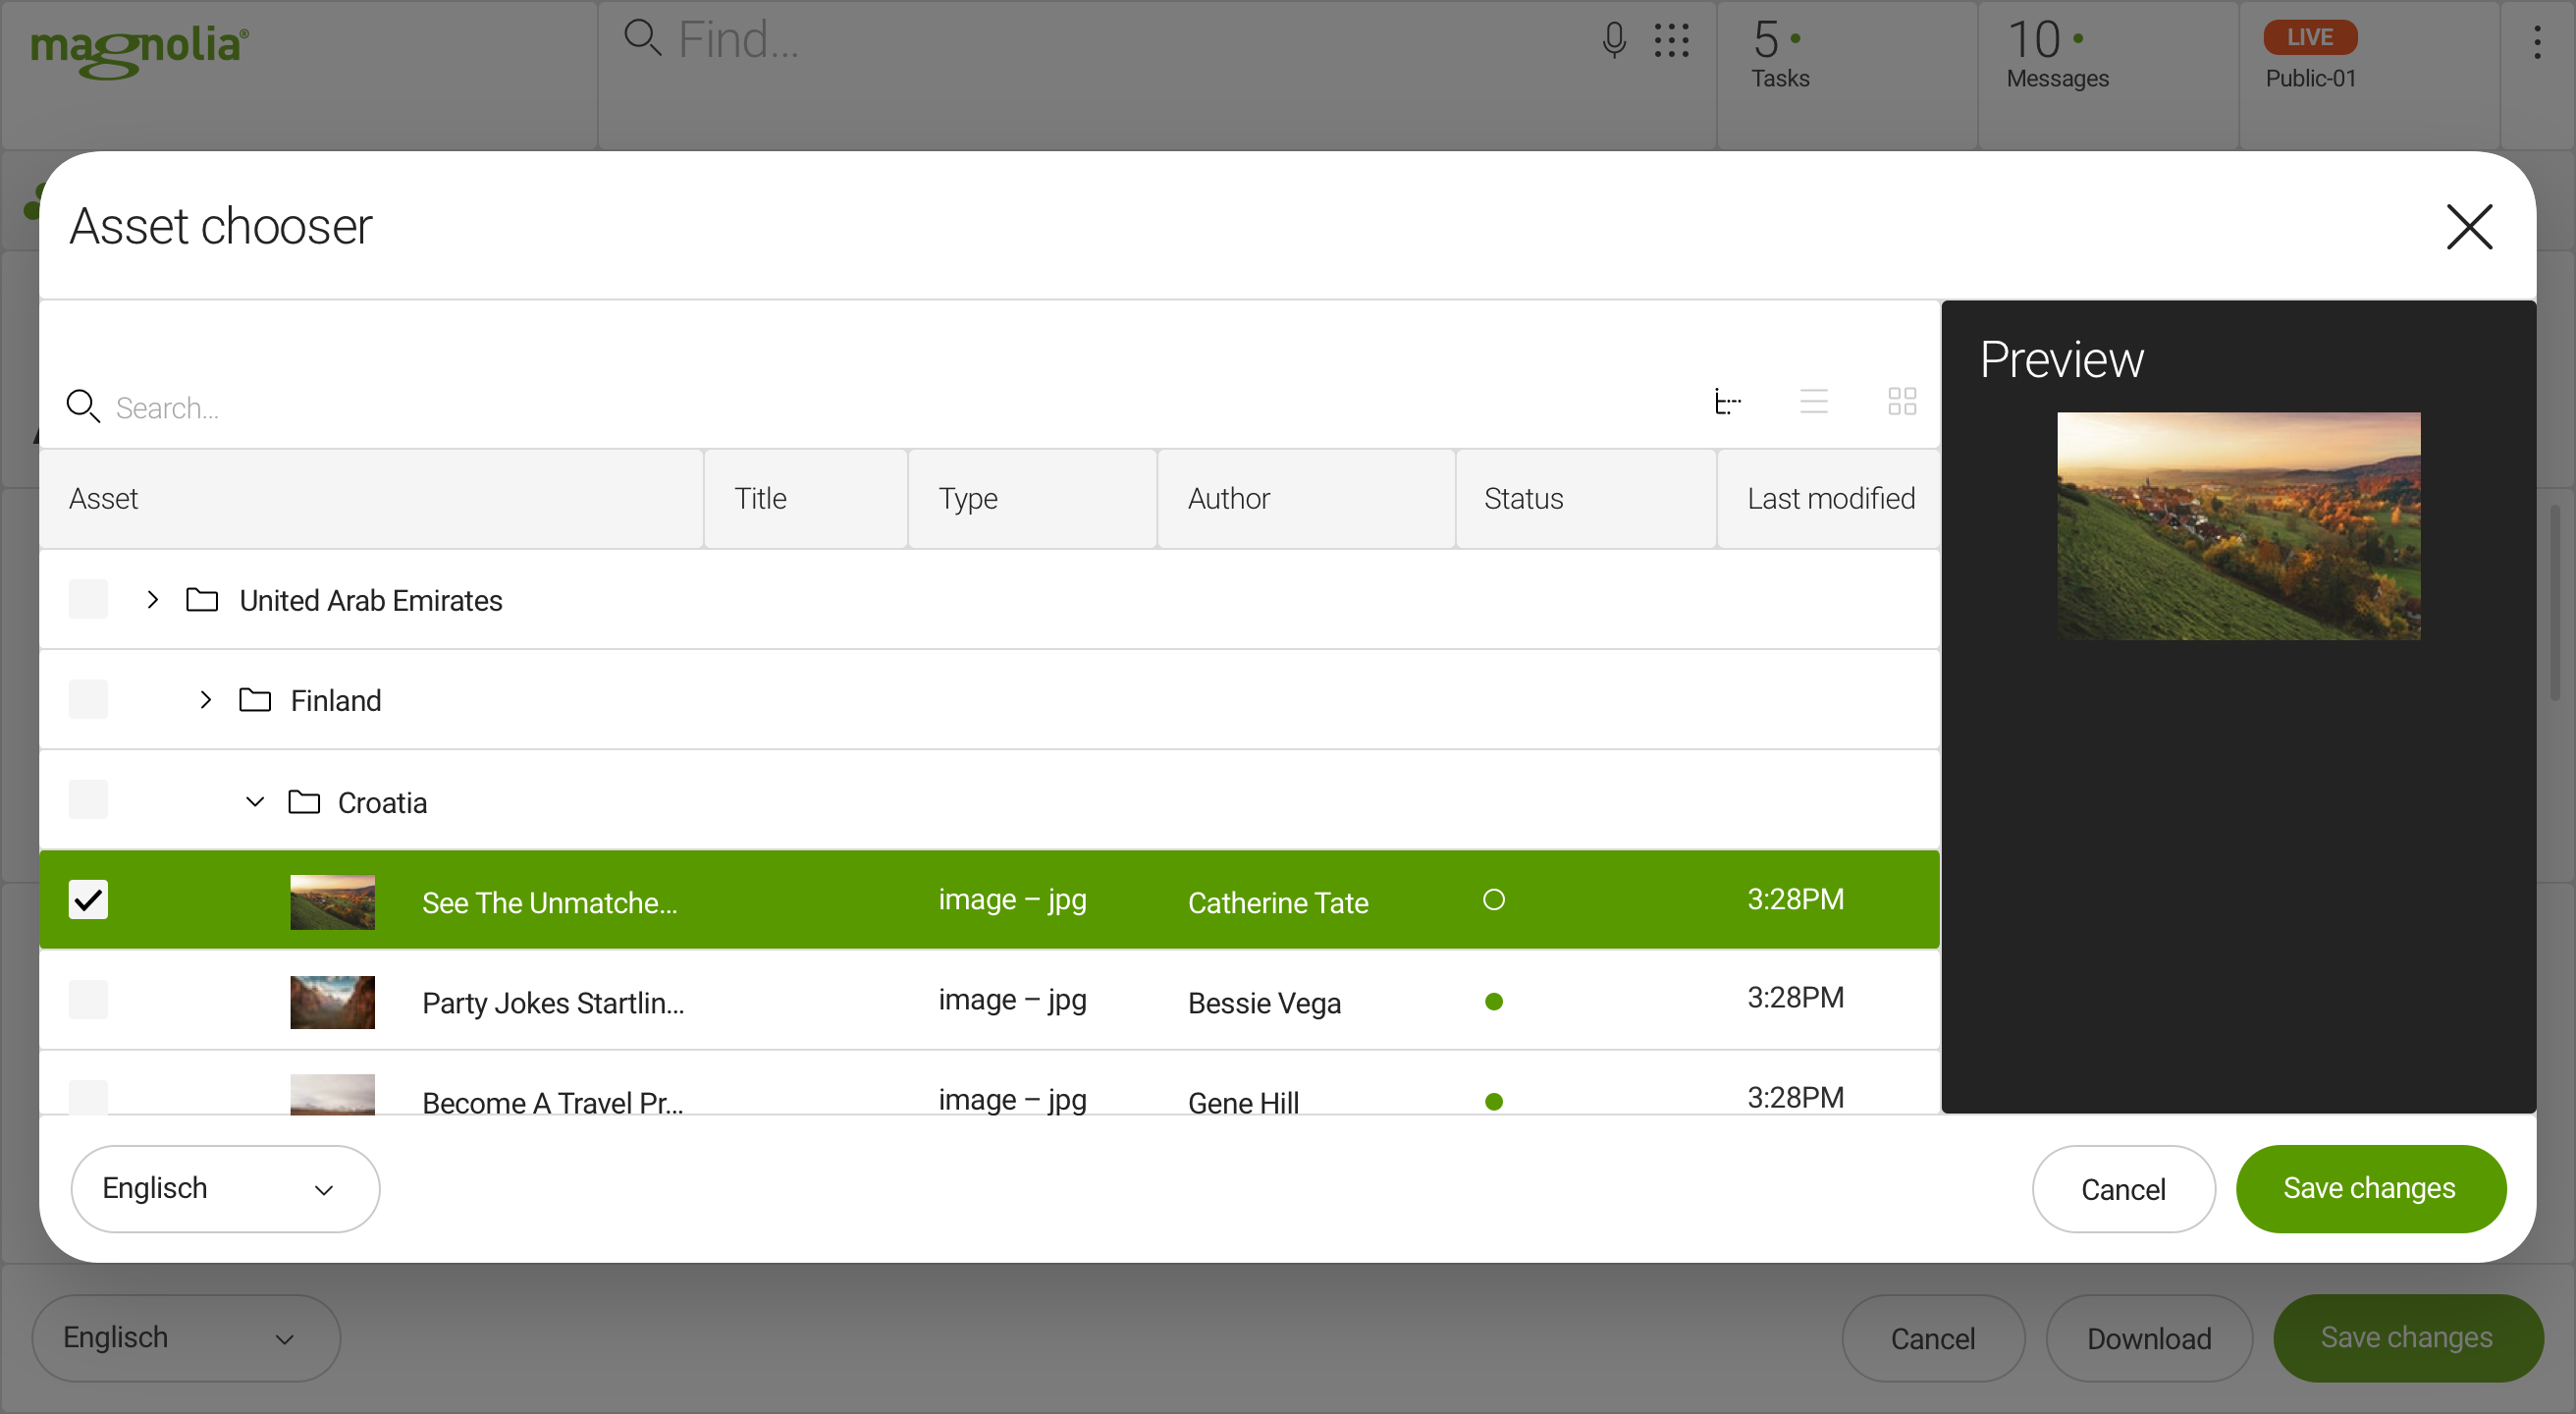 magnolia®
Find...
5
Tasks
10
Messages
LIVE
Public-01
Asset chooser
Search...
Preview
Asset Title Type Author Status Last modified
United Arab Emirates
Finland
Croatia
See The Unmatche... image – jpg Catherine Tate 3:28PM
Party Jokes Startlin... image – jpg Bessie Vega 3:28PM
Become A Travel Pr... image – jpg Gene Hill 3:28PM
Englisch Cancel Save changes
Englisch Cancel Download Save changes